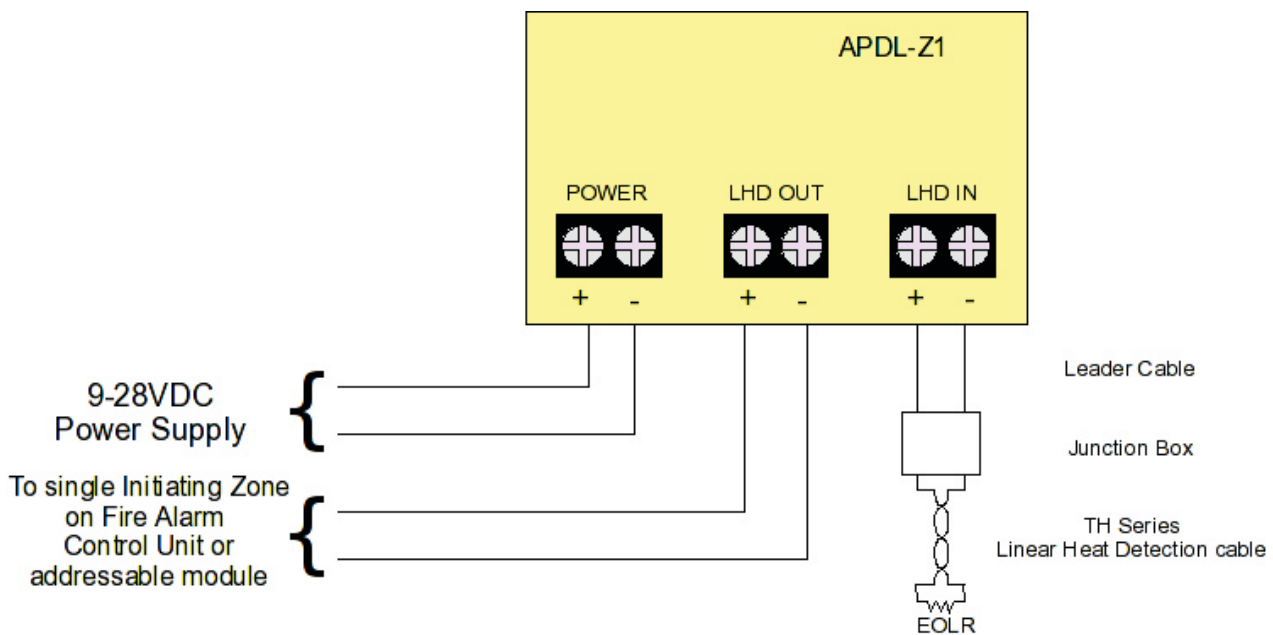 APDL-Z1
POWER
LHD OUT
LHD IN
+ - + - + -
9-28VDC
Power Supply
To single Initiating Zone
on Fire Alarm
Control Unit or
addressable module
Leader Cable
Junction Box
TH Series
Linear Heat Detection cable
EOLR